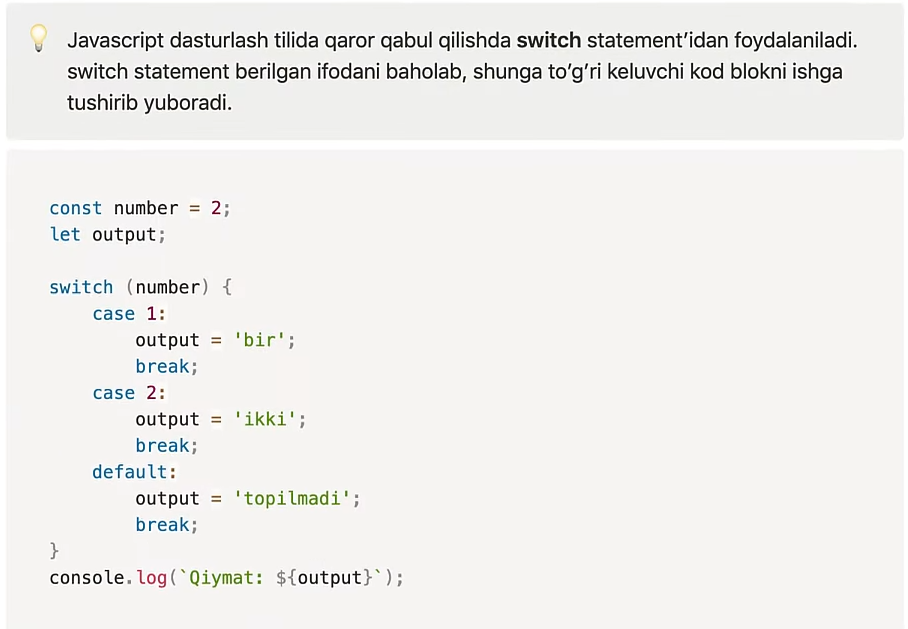 Javascript dasturlash tilida qaror qabul qilishda switch statement’idan foydalaniladi.
switch statement berilgan ifodani baholab, shunga to’g’ri keluvchi kod blokni ishga
tushirib yuboradi.
const number = 2;
let output;
switch (number) {
    case 1:
        output = 'bir';
        break;
    case 2:
        output = 'ikki';
        break;
    default:
        output = 'topilmadi';
        break;
}
console.log(`Qiymat: ${output}`);